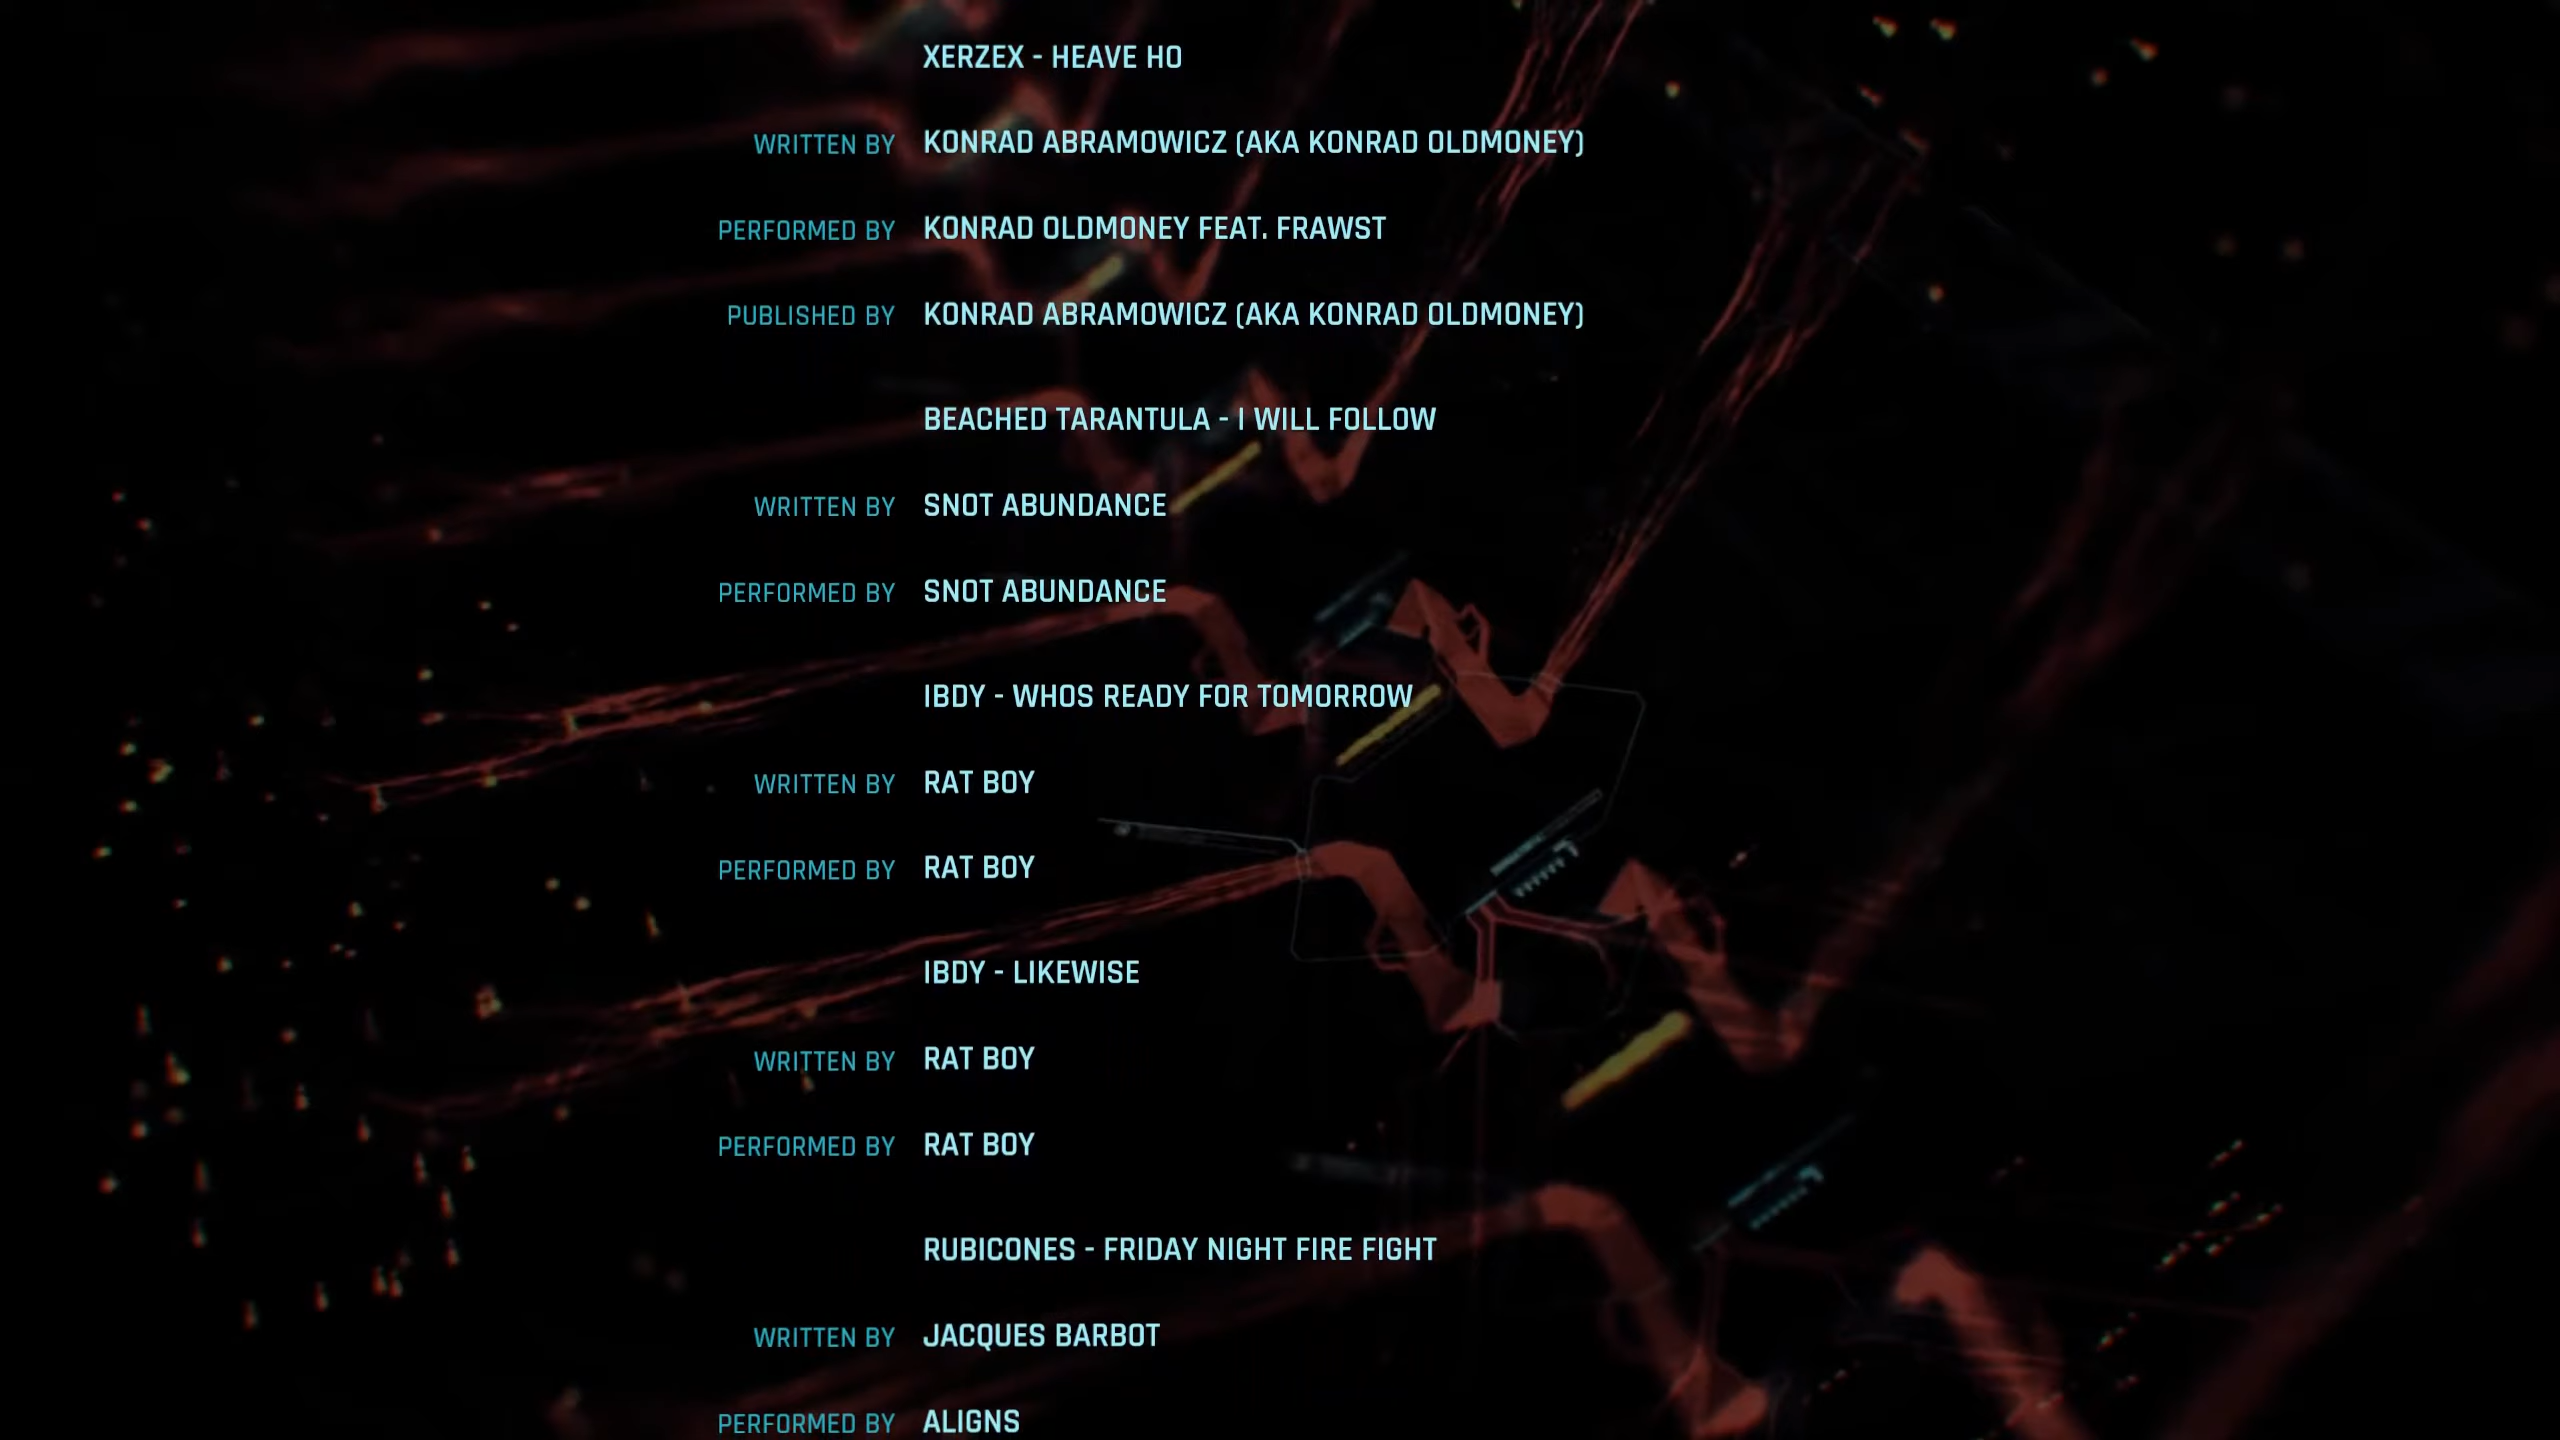 XERZEX - HEAVE HO
WRITTEN BY KONRAD ABRAMOWICZ (AKA KONRAD OLDMONEY)
PERFORMED BY KONRAD OLDMONEY FEAT. FRAWST
PUBLISHED BY KONRAD ABRAMOWICZ (AKA KONRAD OLDMONEY)
BEACHED TARANTULA - I WILL FOLLOW
WRITTEN BY SNOT ABUNDANCE
PERFORMED BY SNOT ABUNDANCE
IBDY - WHOS READY FOR TOMORROW
WRITTEN BY RAT BOY
PERFORMED BY RAT BOY
IBDY - LIKEWISE
WRITTEN BY RAT BOY
PERFORMED BY RAT BOY
RUBICONES - FRIDAY NIGHT FIRE FIGHT
WRITTEN BY JACQUES BARBOT
PERFORMED BY ALIGNS